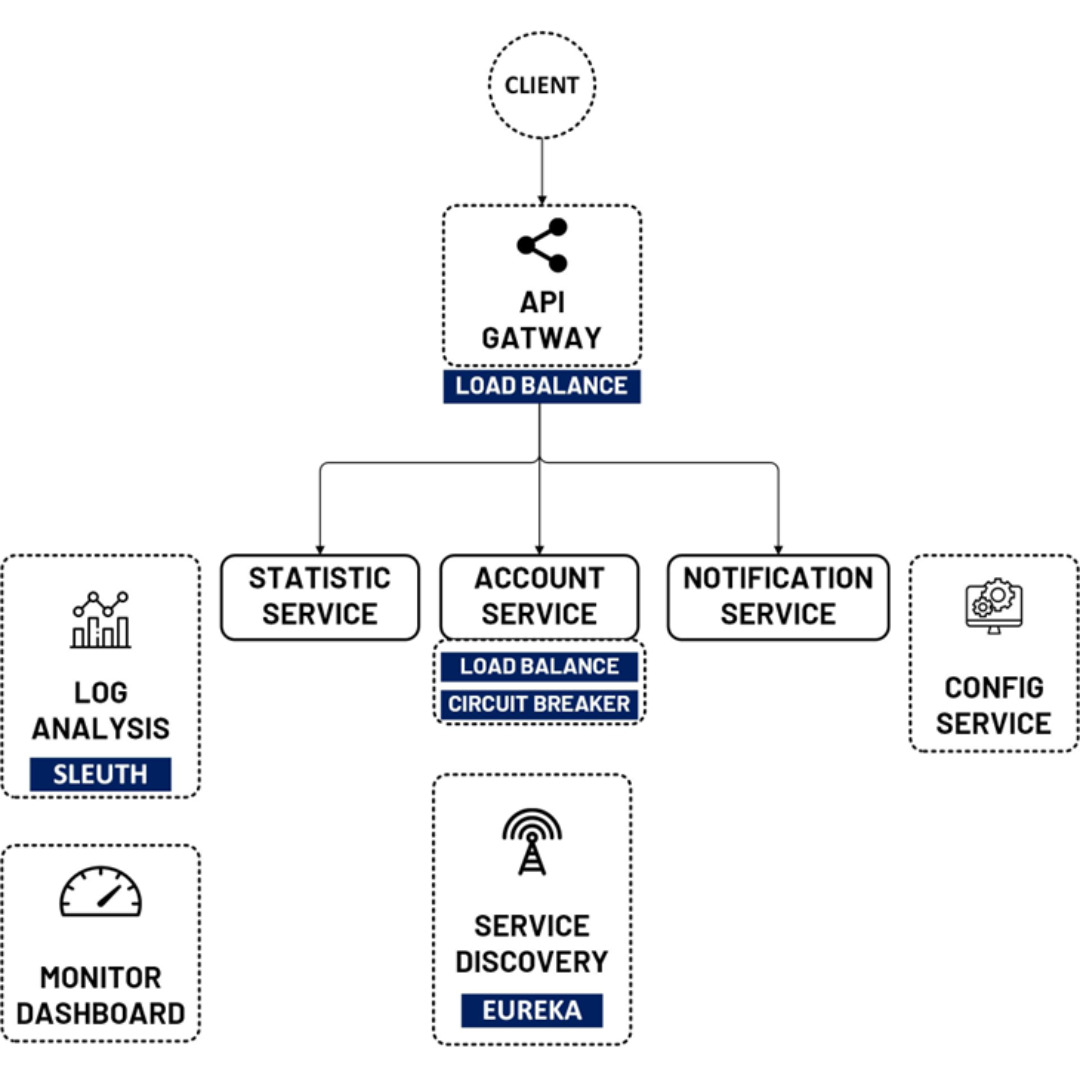 CLIENT
API
GATWAY
LOAD BALANCE
STATISTIC
SERVICE
ACCOUNT
SERVICE
LOAD BALANCE
CIRCUIT BREAKER
NOTIFICATION
SERVICE
LOG
ANALYSIS
SLEUTH
CONFIG
SERVICE
MONITOR
DASHBOARD
SERVICE
DISCOVERY
EUREKA